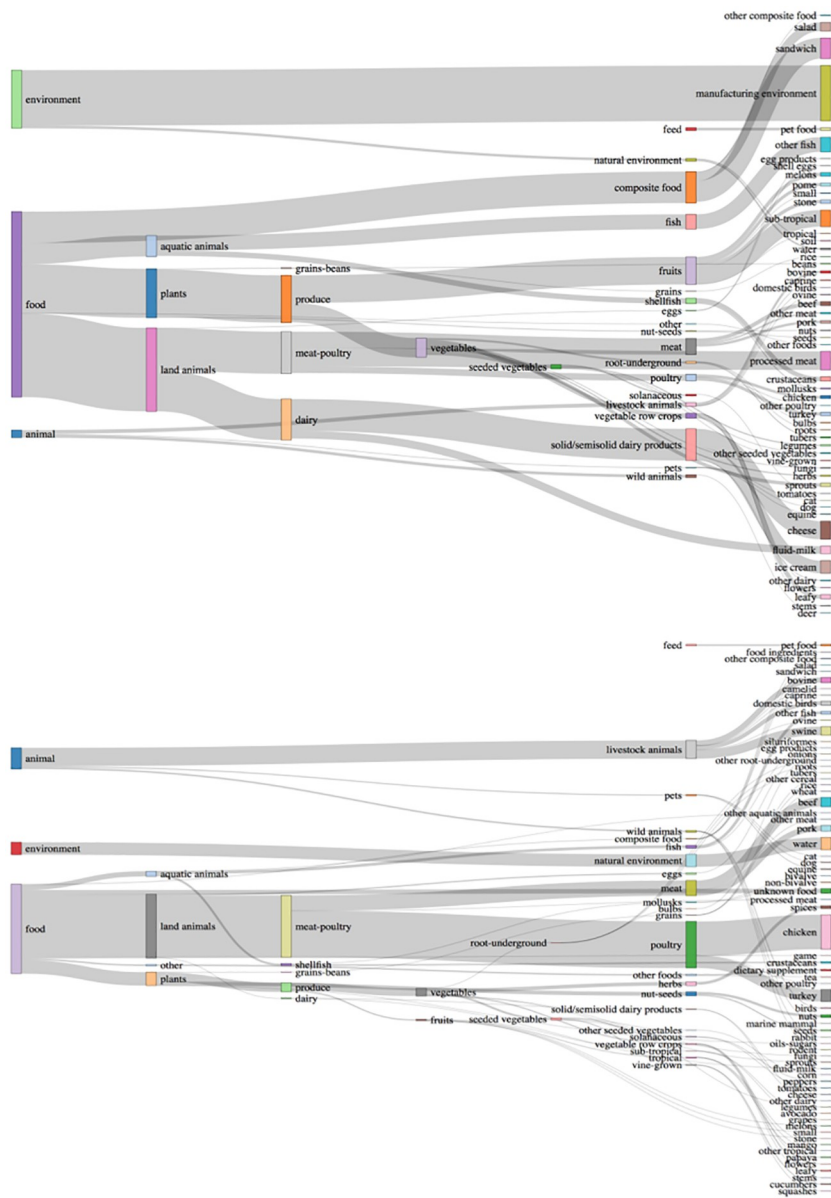 other composite food
salad
sandwich
environment
manufacturing environment
feed
pet food
other fish
natural environment
egg products
shell eggs
melons
composite food
pome
small
stone
fish
sub-tropical
aquatic animals
tropical
soil
water
rice
grains-beans
beans
fruits
bovine
plants
caprine
produce
grains
domestic birds
food
shellfish
ovine
eggs
beef
other
other meat
nut-seeds
pork
vegetables
meat
nuts
seeds
meat-poultry
other foods
land animals
root-underground
processed meat
seeded vegetables
poultry
crustaceans
mollusks
solanaceous
chicken
livestock animals
other poultry
vegetable row crops
turkey
dairy
bulbs
animal
roots
tubers
solid/semisolid dairy products
legumes
other seeded vegetables
vine-grown
pets
fungi
wild animals
herbs
sprouts
tomatoes
cat
dog
equine
cheese
fluid-milk
ice cream
other dairy
flowers
leafy
stems
deer
feed
pet food
food ingredients
other composite food
salad
sandwich
bovine
camelid
caprine
domestic birds
other fish
ovine
swine
livestock animals
siluriformes
egg products
animal
onions
other root-underground
roots
tubers
other cereal
rice
pets
wheat
beef
other aquatic animals
other meat
wild animals
pork
composite food
environment
fish
water
natural environment
cat
aquatic animals
eggs
dog
equine
meat
bivalve
non-bivalve
unknown food
mollusks
processed meat
bulbs
spices
land animals
meat-poultry
grains
food
root-underground
poultry
chicken
other
shellfish
game
grains-beans
crustaceans
plants
other foods
dietary supplement
produce
herbs
tea
vegetables
nut-seeds
other poultry
dairy
turkey
solid/semisolid dairy products
birds
fruits
seeded vegetables
nuts
marine mammal
other seeded vegetables
seeds
solanaceous
rabbit
vegetable row crops
oils-sugars
sub-tropical
rodent
tropical
fungi
vine-grown
sprouts
fluid-milk
corn
peppers
tomatoes
cheese
other dairy
legumes
avocado
grapes
melons
small
stone
mango
other tropical
papaya
flowers
leafy
stems
cucumbers
squashes